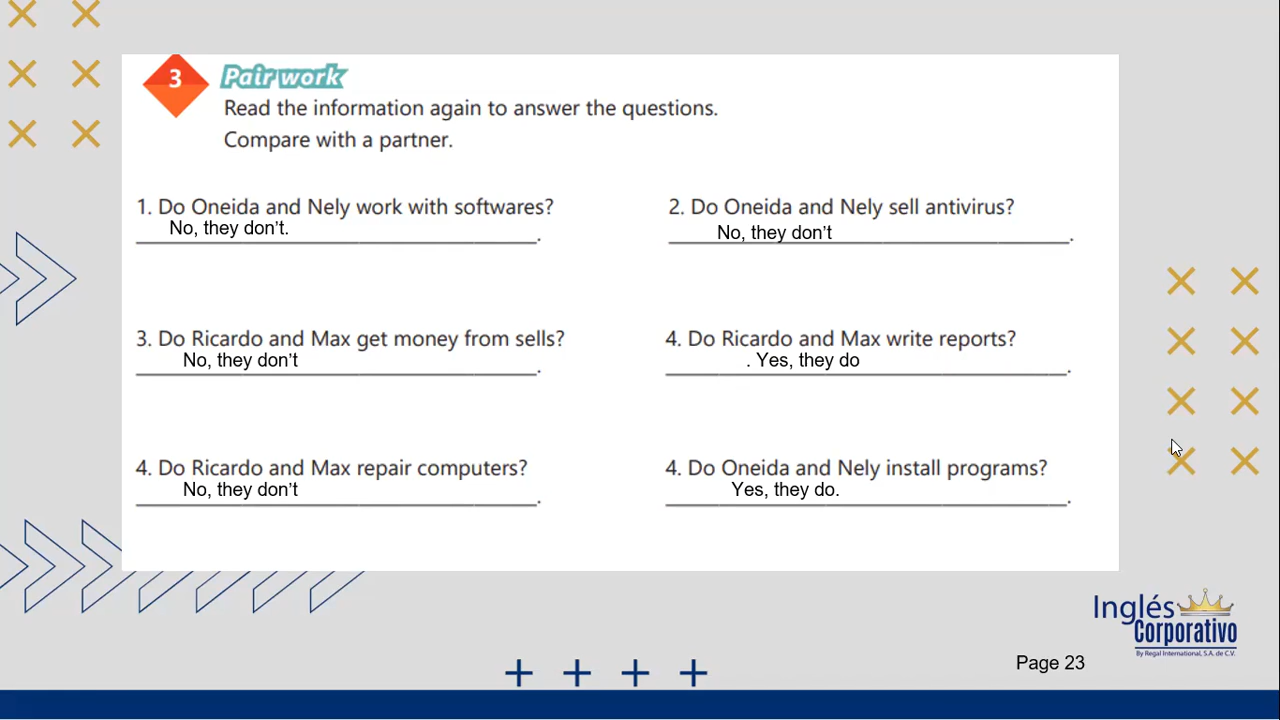 3
Pair work
Read the information again to answer the questions.
Compare with a partner.
1. Do Oneida and Nely work with softwares?
No, they don't.
2. Do Oneida and Nely sell antivirus?
No, they don't
3. Do Ricardo and Max get money from sells?
No, they don't
4. Do Ricardo and Max write reports?
. Yes, they do
4. Do Ricardo and Max repair computers?
No, they don't
4. Do Oneida and Nely install programs?
Yes, they do.
Inglés
Corporativo
By Regal International, S.A. de C.V.
Page 23